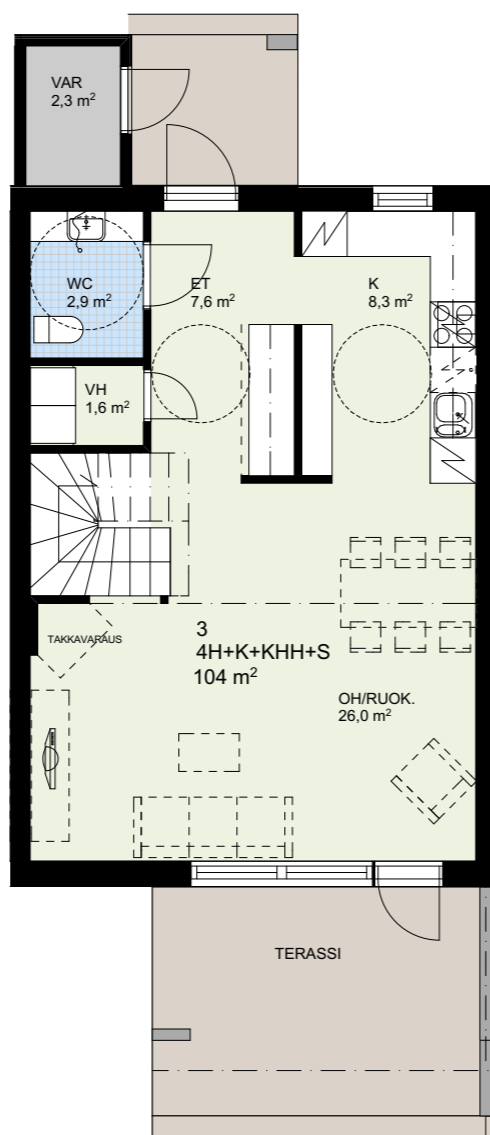 VAR
2,3 m²
WC
2,9 m²
ET
7,6 m²
K
8,3 m²
VH
1,6 m²
TAKKAVARAUS
3
4H+K+KHH+S
104 m²
OH/RUOK.
26,0 m²
TERASSI